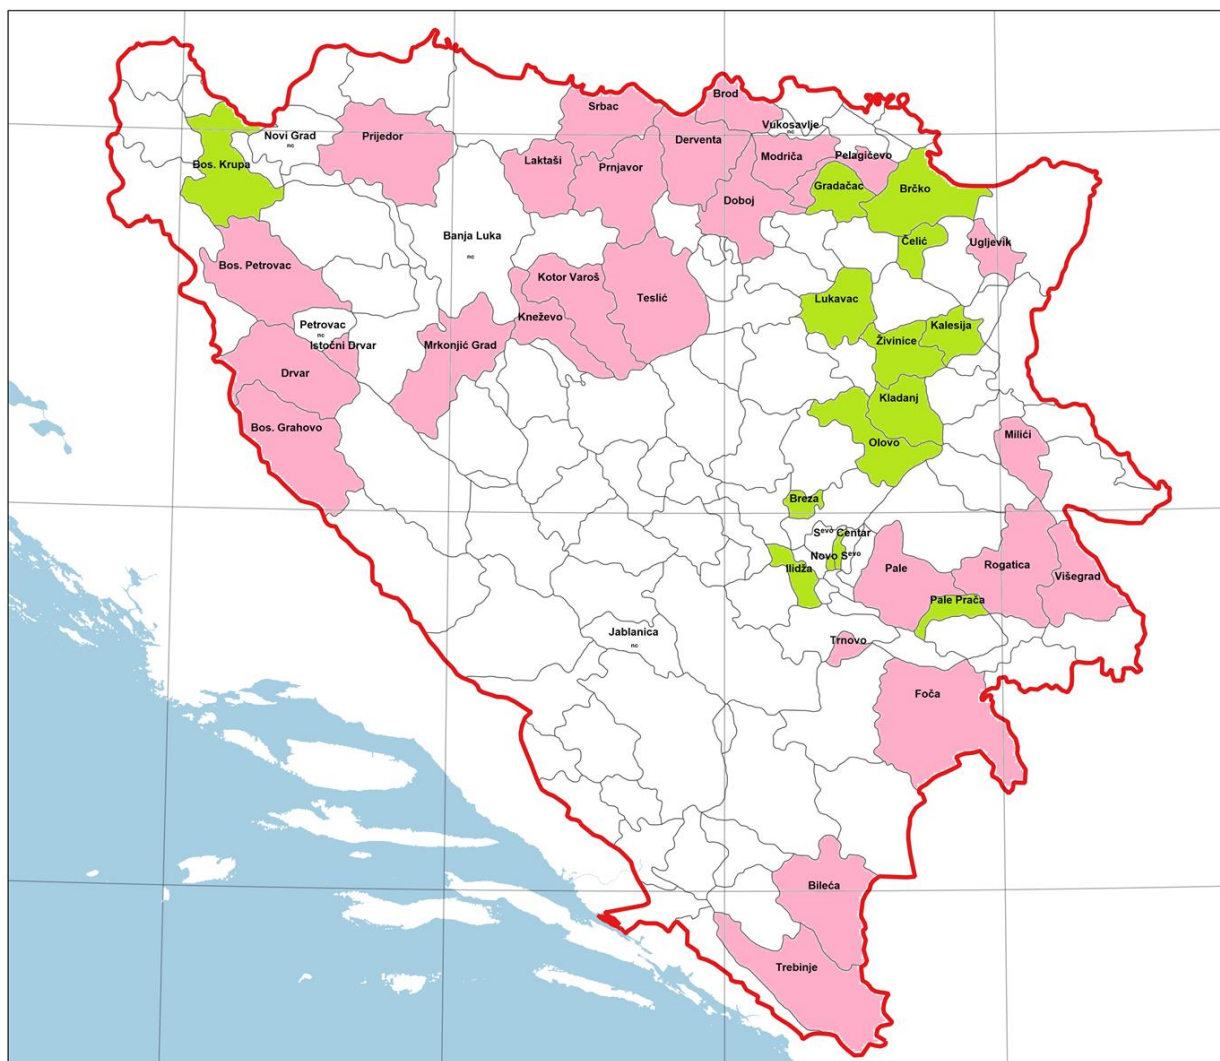 Srbac
Brod
Vukosavlje
nc
Novi Grad
nc
Prijedor
Derventa
Modriča
Pelagićevo
Bos. Krupa
Laktaši
Prnjavor
Gradačac
Brčko
Doboj
Banja Luka
nc
Čelić
Ugljevik
Bos. Petrovac
Kotor Varoš
Teslić
Lukavac
Kneževo
Petrovac
nc
Istočni Drvar
Mrkonjić Grad
Živinice
Kalesija
Drvar
Kladanj
Bos. Grahovo
Olovo
Milići
Breza
Sevo Centar
Novo Sevo
Ilidža
Pale
Rogatica
Višegrad
Pale Prača
Jablanica
nc
Trnovo
Foča
Bileća
Trebinje